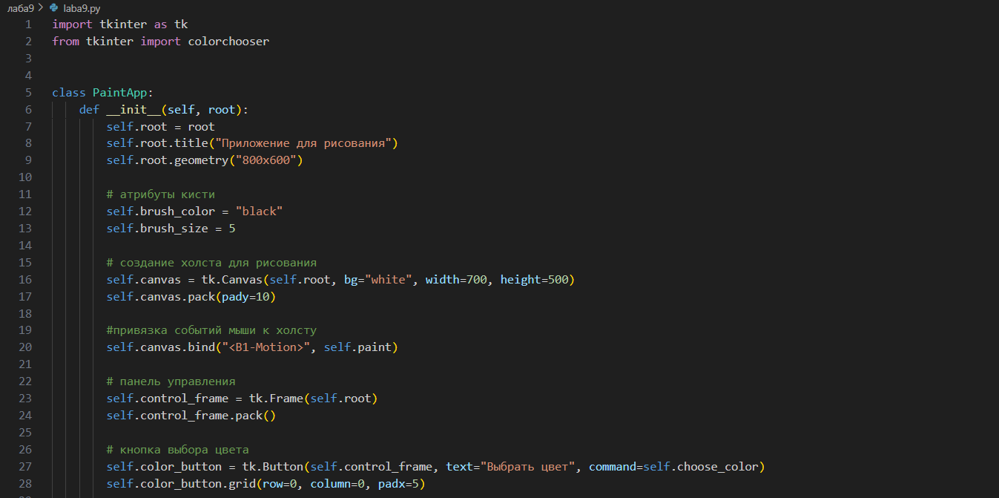 лаба9 > laba9.py
1 import tkinter as tk
2 from tkinter import colorchooser
3
4
5 class PaintApp:
6     def __init__(self, root):
7         self.root = root
8         self.root.title("Приложение для рисования")
9         self.root.geometry("800x600")
10
11         # атрибуты кисти
12         self.brush_color = "black"
13         self.brush_size = 5
14
15         # создание холста для рисования
16         self.canvas = tk.Canvas(self.root, bg="white", width=700, height=500)
17         self.canvas.pack(pady=10)
18
19         #привязка событий мыши к холсту
20         self.canvas.bind("<B1-Motion>", self.paint)
21
22         # панель управления
23         self.control_frame = tk.Frame(self.root)
24         self.control_frame.pack()
25
26         # кнопка выбора цвета
27         self.color_button = tk.Button(self.control_frame, text="Выбрать цвет", command=self.choose_color)
28         self.color_button.grid(row=0, column=0, padx=5)